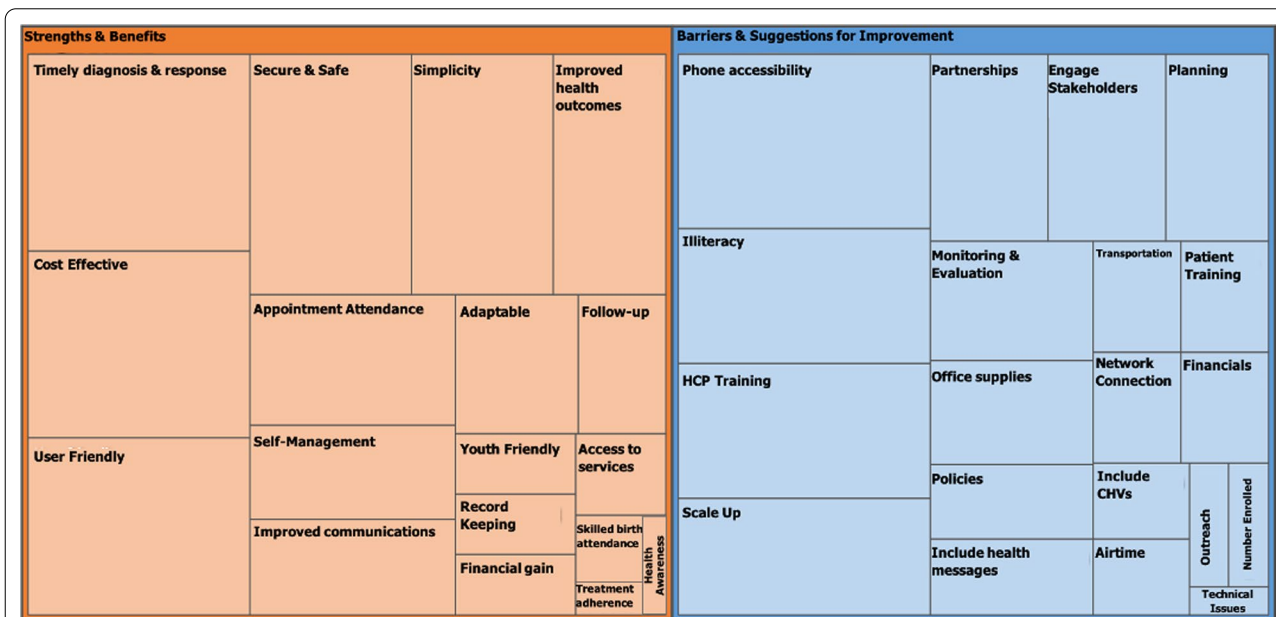 Strengths & Benefits
Timely diagnosis & response
Secure & Safe
Simplicity
Improved
health
outcomes
Cost Effective
Appointment Attendance
Adaptable
Follow-up
User Friendly
Self-Management
Youth Friendly
Access to
services
Record
Keeping
Improved communications
Skilled birth
attendance
Health
Awareness
Financial gain
Treatment
adherence
Barriers & Suggestions for Improvement
Phone accessibility
Partnerships
Engage
Stakeholders
Planning
Illiteracy
Monitoring &
Evaluation
Transportation
Patient
Training
HCP Training
Office supplies
Network
Connection
Financials
Scale Up
Policies
Include
CHVs
Outreach
Number Enrolled
Include health
messages
Airtime
Technical
Issues